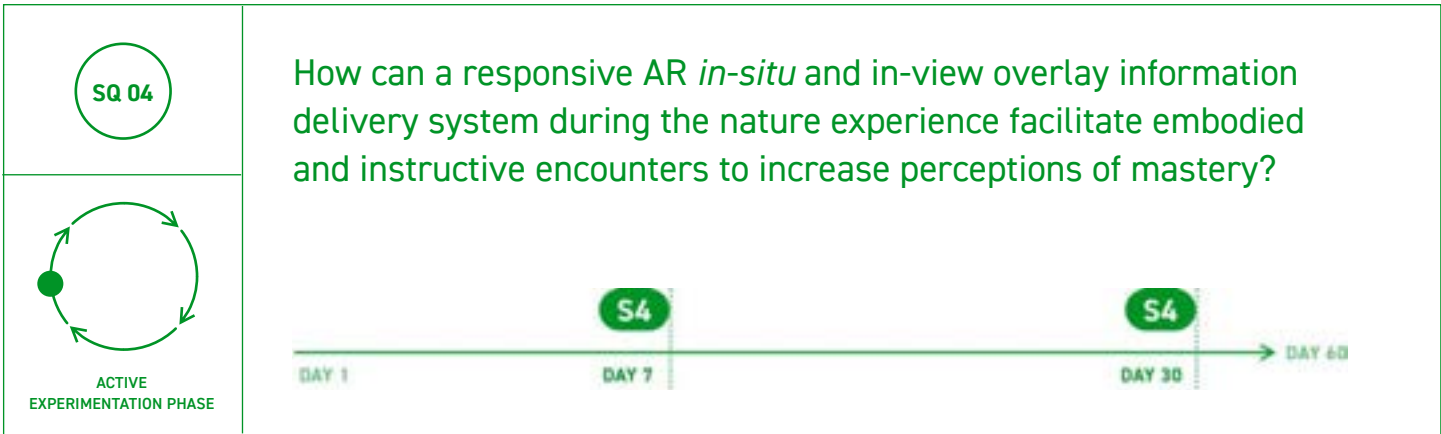 SQ 04
How can a responsive AR in-situ and in-view overlay information
delivery system during the nature experience facilitate embodied
and instructive encounters to increase perceptions of mastery?
ACTIVE
EXPERIMENTATION PHASE
S4
S4
DAY 1
DAY 7
DAY 30
DAY 60